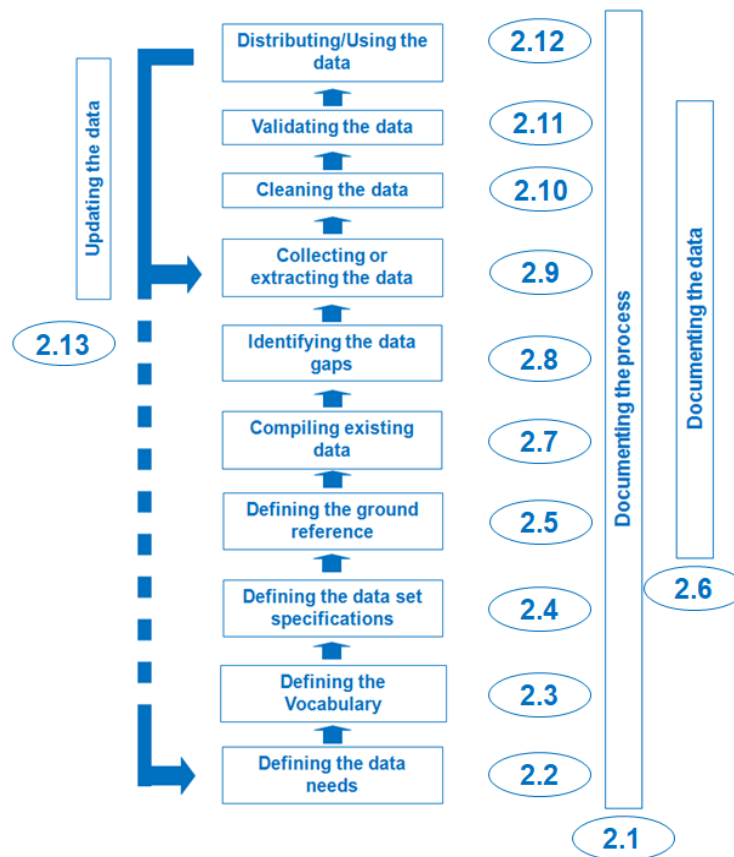 Distributing/Using the
data
2.12
Validating the data
2.11
Cleaning the data
2.10
Collecting or
extracting the data
2.9
Identifying the data
gaps
2.8
Compiling existing
data
2.7
Defining the ground
reference
2.5
Defining the data set
specifications
2.4
Defining the
Vocabulary
2.3
Defining the data
needs
2.2
Updating the data
2.13
Documenting the process
2.1
Documenting the data
2.6